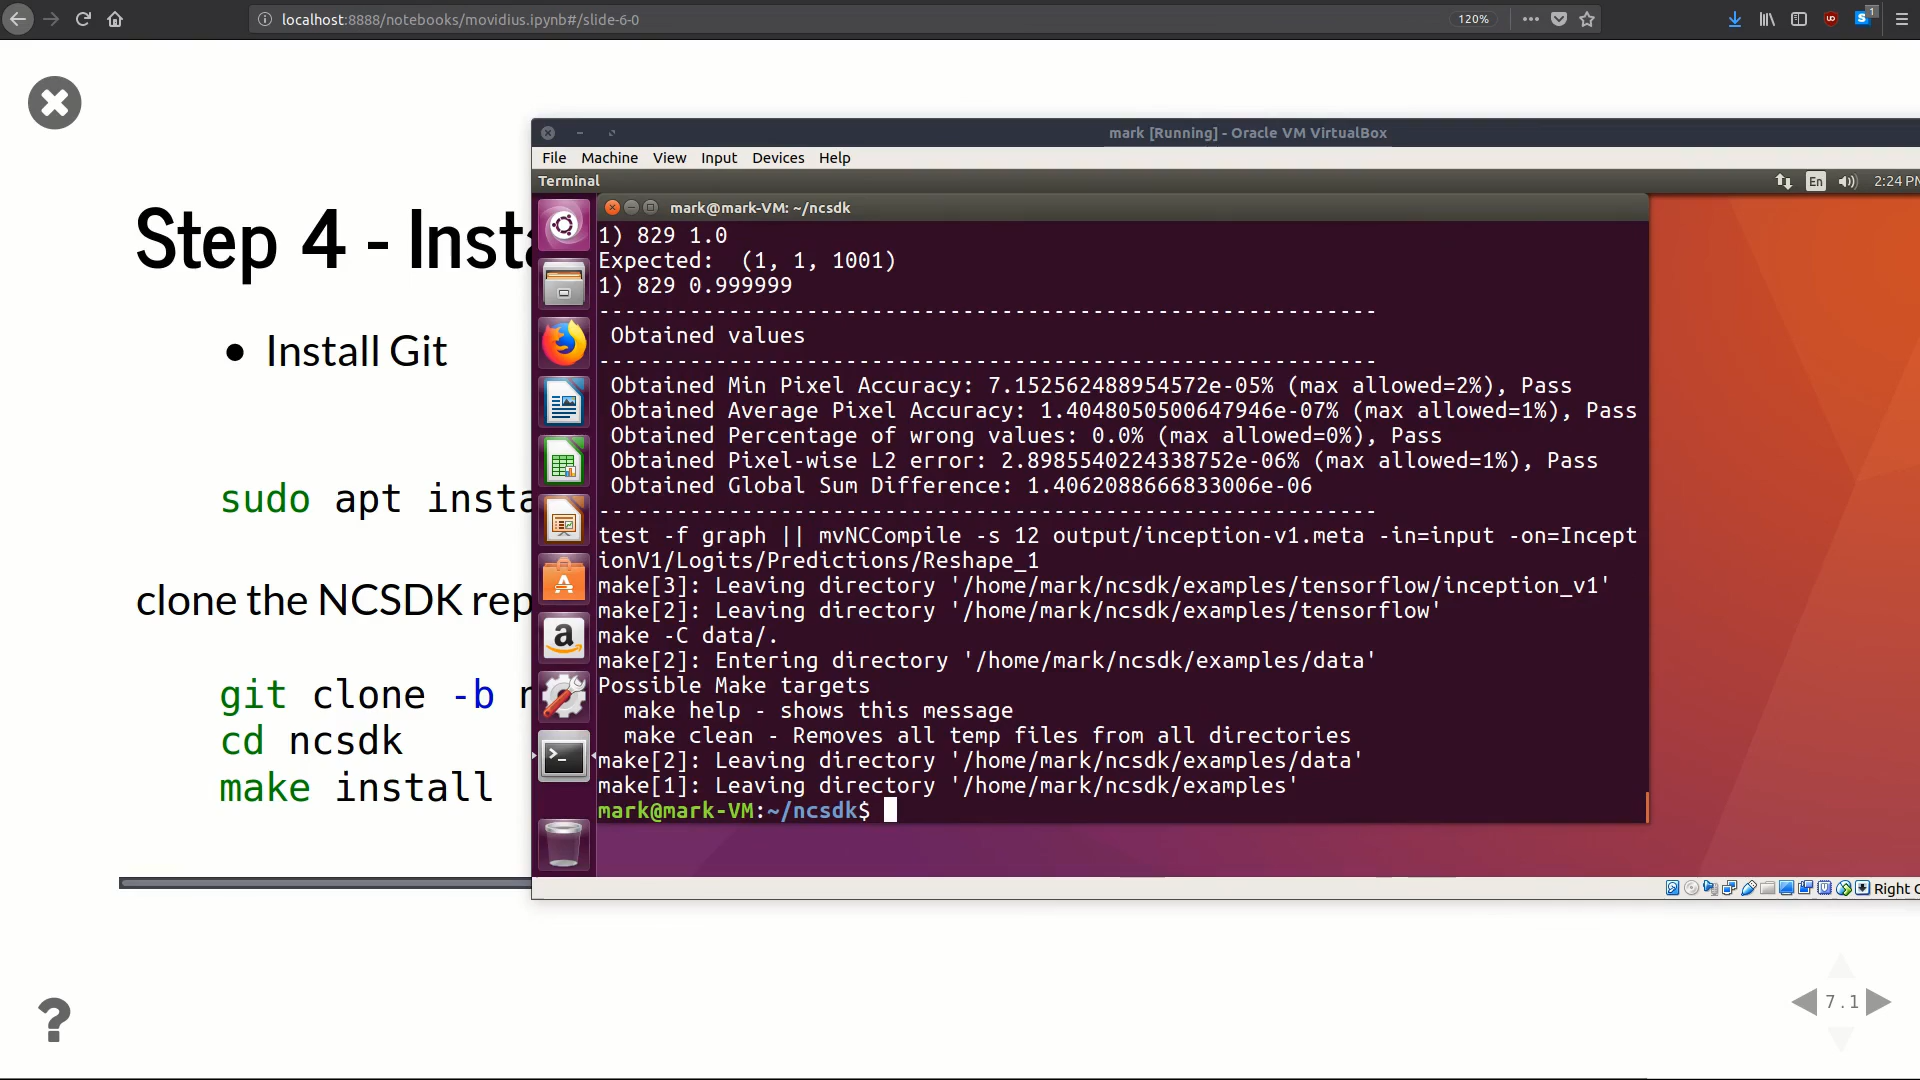 localhost:8888/notebooks/movidius.ipynb#/slide-6-0
120%
1
mark [Running] - Oracle VM VirtualBox
File Machine View Input Devices Help
Terminal
En
2:24 PM
mark@mark-VM: ~/ncsdk
Step 4 - Insta
• Install Git
sudo apt insta
clone the NCSDK rep
git clone -b r
cd ncsdk
make install
1) 829 1.0
Expected:  (1, 1, 1001)
1) 829 0.999999
------------------------------------------------------------
Obtained values
------------------------------------------------------------
Obtained Min Pixel Accuracy: 7.152562488954572e-05% (max allowed=2%), Pass
Obtained Average Pixel Accuracy: 1.4048050500647946e-07% (max allowed=1%), Pass
Obtained Percentage of wrong values: 0.0% (max allowed=0%), Pass
Obtained Pixel-wise L2 error: 2.8985540224338752e-06% (max allowed=1%), Pass
Obtained Global Sum Difference: 1.4062088666833006e-06
------------------------------------------------------------
test -f graph || mvNCCompile -s 12 output/inception-v1.meta -in=input -on=Incept
ionV1/Logits/Predictions/Reshape_1
make[3]: Leaving directory '/home/mark/ncsdk/examples/tensorflow/inception_v1'
make[2]: Leaving directory '/home/mark/ncsdk/examples/tensorflow'
make -C data/.
make[2]: Entering directory '/home/mark/ncsdk/examples/data'
Possible Make targets
make help - shows this message
make clean - Removes all temp files from all directories
make[2]: Leaving directory '/home/mark/ncsdk/examples/data'
make[1]: Leaving directory '/home/mark/ncsdk/examples'
mark@mark-VM:~/ncsdk$
Right C
7.1